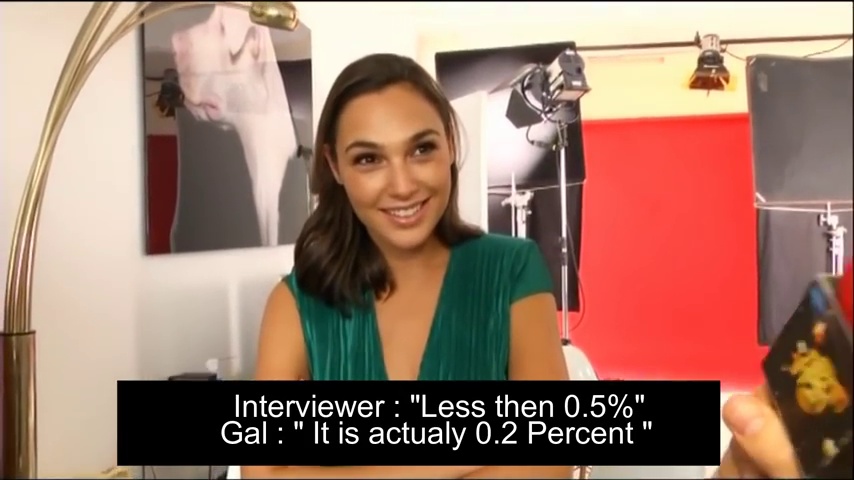 Interviewer : "Less then 0.5%"
Gal : " It is actualy 0.2 Percent "